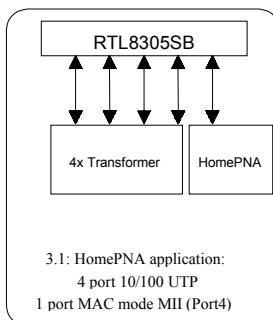 RTL8305SB
4x Transformer
HomePNA
3.1: HomePNA application:
4 port 10/100 UTP
1 port MAC mode MII (Port4)